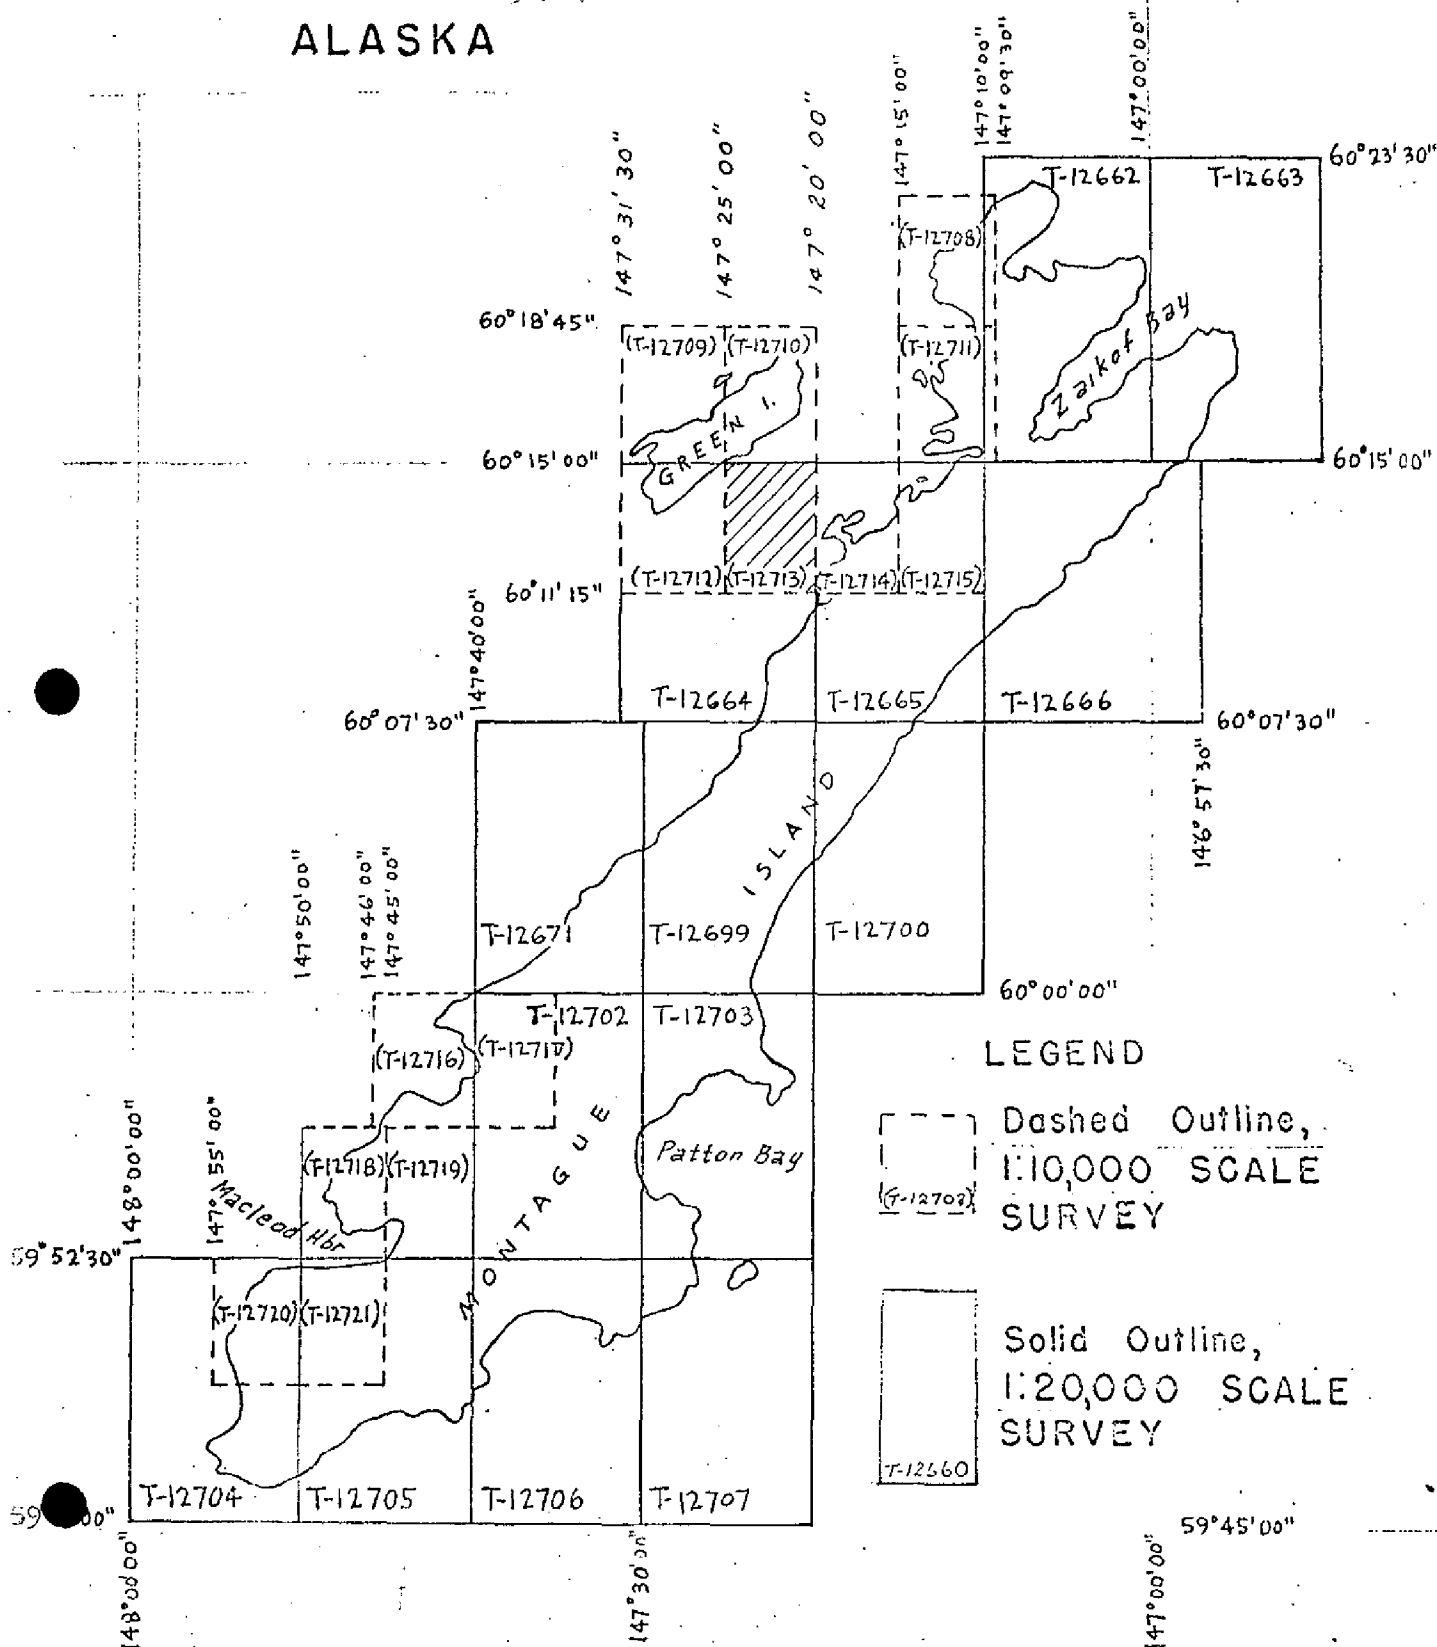 ALASKA
147° 31' 30"
147° 25' 00"
147° 20' 00"
147° 15' 00"
147° 10' 00"
147° 09' 30"
147° 00' 00"
60° 23' 30"
T-12662
T-12663
(T-12708)
60° 18' 45"
(T-12709)
(T-12710)
(T-12711)
Zaikof Bay
GREEN I.
60° 15' 00"
60° 15' 00"
60° 11' 15"
(T-12712)
(T-12713)
(T-12714)
(T-12715)
147° 40' 00"
T-12664
T-12665
T-12666
60° 07' 30"
60° 07' 30"
146° 57' 30"
ISLAND
147° 50' 00"
147° 46' 00"
147° 45' 00"
T-12671
T-12699
T-12700
60° 00' 00"
T-12702
T-12703
(T-12716)
(T-12717)
LEGEND
148° 00' 00"
147° 55' 00"
(T-12718)
(T-12719)
MONTAGUE
Patton Bay
Macleod Hbr
Dashed Outline,
1:10,000 SCALE
SURVEY
(T-12708)
59° 52' 30"
(T-12720)
(T-12721)
Solid Outline,
1:20,000 SCALE
SURVEY
T-12660
T-12704
T-12705
T-12706
T-12707
59
00"
59° 45' 00"
148° 00' 00"
147° 30' 00"
147° 00' 00"